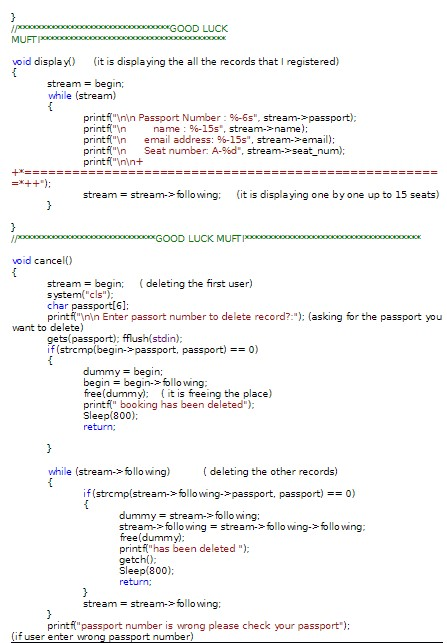 }
//**********************************GOOD LUCK
MUFTI******************************************
void display() (it is displaying the all the records that I registered)
{
stream = begin;
while (stream)
{
printf("\n\n Passport Number : %-6s", stream->passport);
printf("\n name : %-15s", stream->name);
printf("\n email address: %-15s", stream->email);
printf("\n Seat number: A-%d", stream->seat_num);
printf("\n\n+
+*====================================================
=*++");
stream = stream->following; (it is displaying one by one up to 15 seats)
}
}
//*******************************GOOD LUCK MUFTI****************************************
void cancel()
{
stream = begin; ( deleting the first user)
system("cls");
char passport[6];
printf("\n\n Enter passort number to delete record?:"); (asking for the passport you
want to delete)
gets(passport); fflush(stdin);
if(strcmp(begin->passport, passport) == 0)
{
dummy = begin;
begin = begin->following;
free(dummy); ( it is freeing the place)
printf(" booking has been deleted");
Sleep(800);
return;
}
while (stream->following) ( deleting the other records)
{
if(strcmp(stream->following->passport, passport) == 0)
{
dummy = stream->following;
stream->following = stream->following->following;
free(dummy);
printf("has been deleted ");
getch();
Sleep(800);
return;
}
stream = stream->following;
}
printf("passport number is wrong please check your passport");
(if user enter wrong passport number)